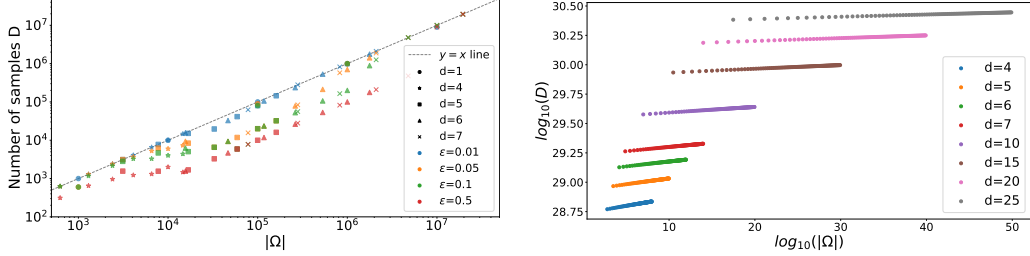 Number of samples D
10^7
10^6
10^5
10^4
10^3
10^2
10^3
10^4
10^5
10^6
10^7
|Ω|
y = x line
d=1
d=4
d=5
d=6
d=7
ε=0.01
ε=0.05
ε=0.1
ε=0.5
log10(D)
30.50
30.25
30.00
29.75
29.50
29.25
29.00
28.75
10
20
30
40
50
log10(|Ω|)
d=4
d=5
d=6
d=7
d=10
d=15
d=20
d=25